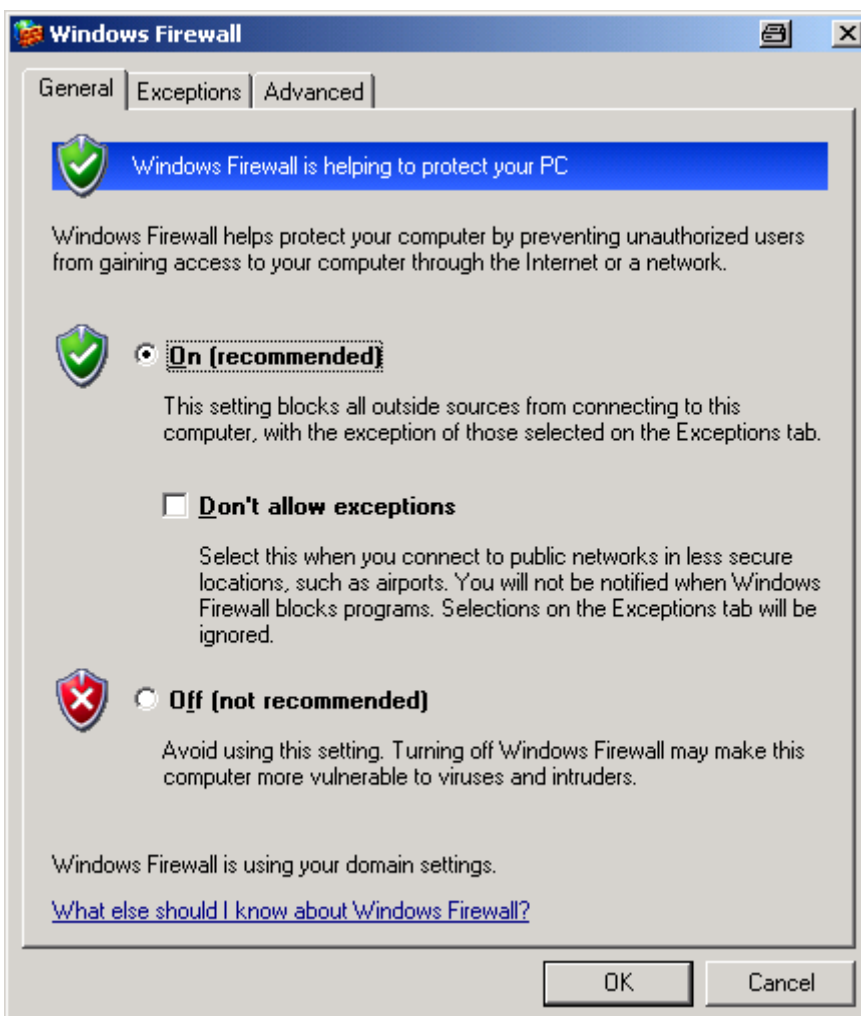 Windows Firewall
General
Exceptions
Advanced
Windows Firewall is helping to protect your PC
Windows Firewall helps protect your computer by preventing unauthorized users
from gaining access to your computer through the Internet or a network.
On (recommended)
This setting blocks all outside sources from connecting to this
computer, with the exception of those selected on the Exceptions tab.
Don't allow exceptions
Select this when you connect to public networks in less secure
locations, such as airports. You will not be notified when Windows
Firewall blocks programs. Selections on the Exceptions tab will be
ignored.
Off (not recommended)
Avoid using this setting. Turning off Windows Firewall may make this
computer more vulnerable to viruses and intruders.
Windows Firewall is using your domain settings.
What else should I know about Windows Firewall?
OK
Cancel